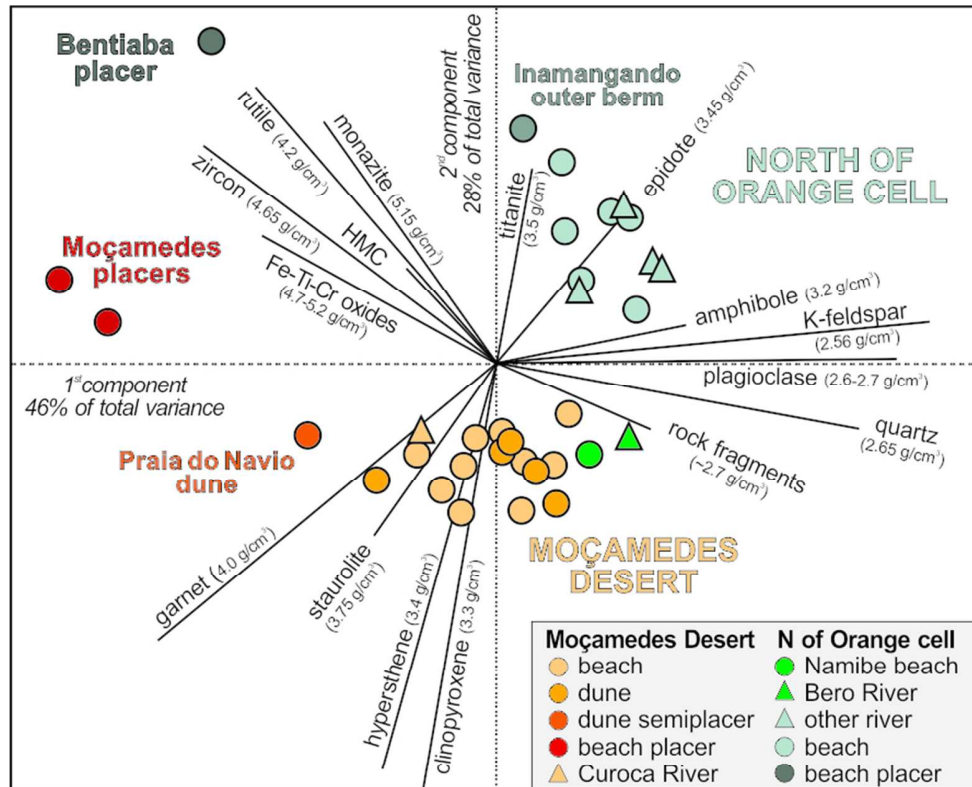 Bentiaba
placer
rutile (4.2 g/cm³)
monazite (5.15 g/cm³)
zircon (4.65 g/cm³)
HMC
Fe-Ti-Cr oxides
(4.7-5.2 g/cm³)
Moçamedes
placers
2nd component
28% of total variance
Inamangando
outer berm
titanite
(3.5 g/cm³)
epidote (3.45 g/cm³)
NORTH OF
ORANGE CELL
amphibole (3.2 g/cm³)
K-feldspar
(2.56 g/cm³)
plagioclase (2.6-2.7 g/cm³)
quartz
(2.65 g/cm³)
rock fragments
(~2.7 g/cm³)
1st component
46% of total variance
Praia do Navio
dune
garnet (4.0 g/cm³)
staurolite
(3.75 g/cm³)
hypersthene (3.4 g/cm³)
clinopyroxene (3.3 g/cm³)
MOÇAMEDES
DESERT
Moçamedes Desert
beach
dune
dune semiplacer
beach placer
Curoca River
N of Orange cell
Namibe beach
Bero River
other river
beach
beach placer